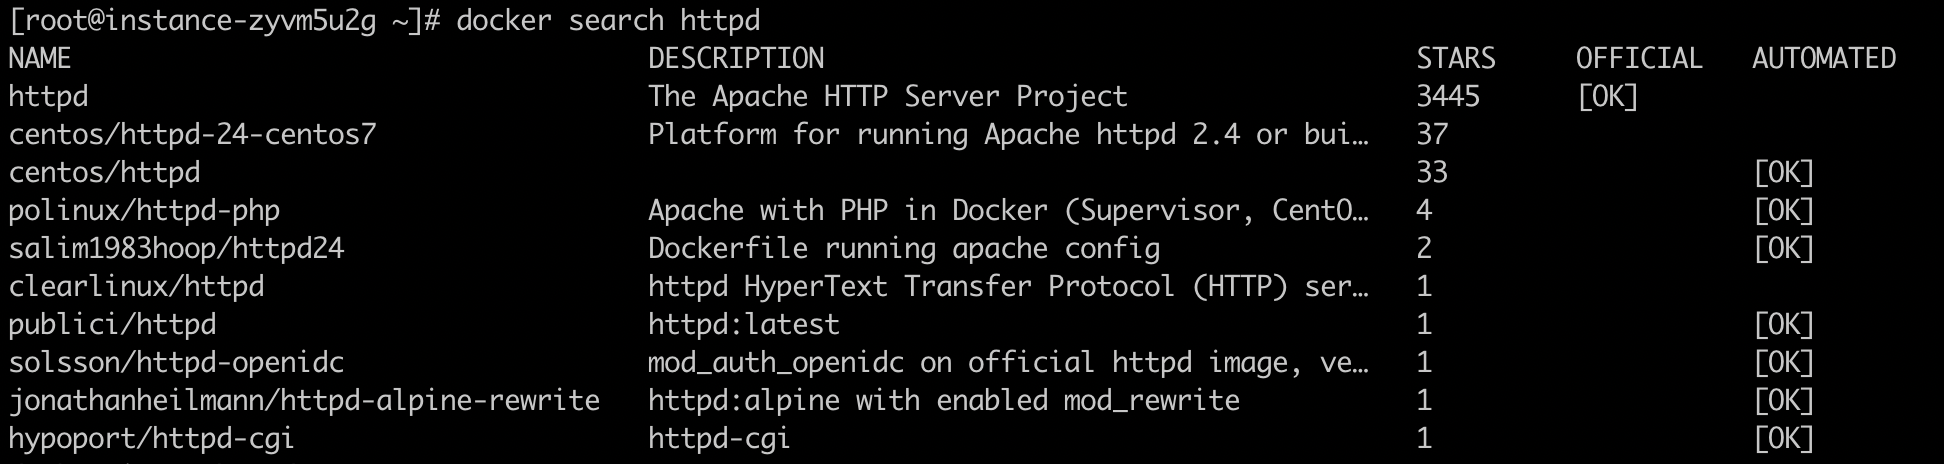 [root@instance-zyvm5u2g ~]# docker search httpd
NAME DESCRIPTION STARS OFFICIAL AUTOMATED
httpd The Apache HTTP Server Project 3445 [OK]
centos/httpd-24-centos7 Platform for running Apache httpd 2.4 or bui… 37
centos/httpd 33 [OK]
polinux/httpd-php Apache with PHP in Docker (Supervisor, CentO… 4 [OK]
salim1983hoop/httpd24 Dockerfile running apache config 2 [OK]
clearlinux/httpd httpd HyperText Transfer Protocol (HTTP) ser… 1
publici/httpd httpd:latest 1 [OK]
solsson/httpd-openidc mod_auth_openidc on official httpd image, ve… 1 [OK]
jonathanheilmann/httpd-alpine-rewrite httpd:alpine with enabled mod_rewrite 1 [OK]
hypoport/httpd-cgi httpd-cgi 1 [OK]